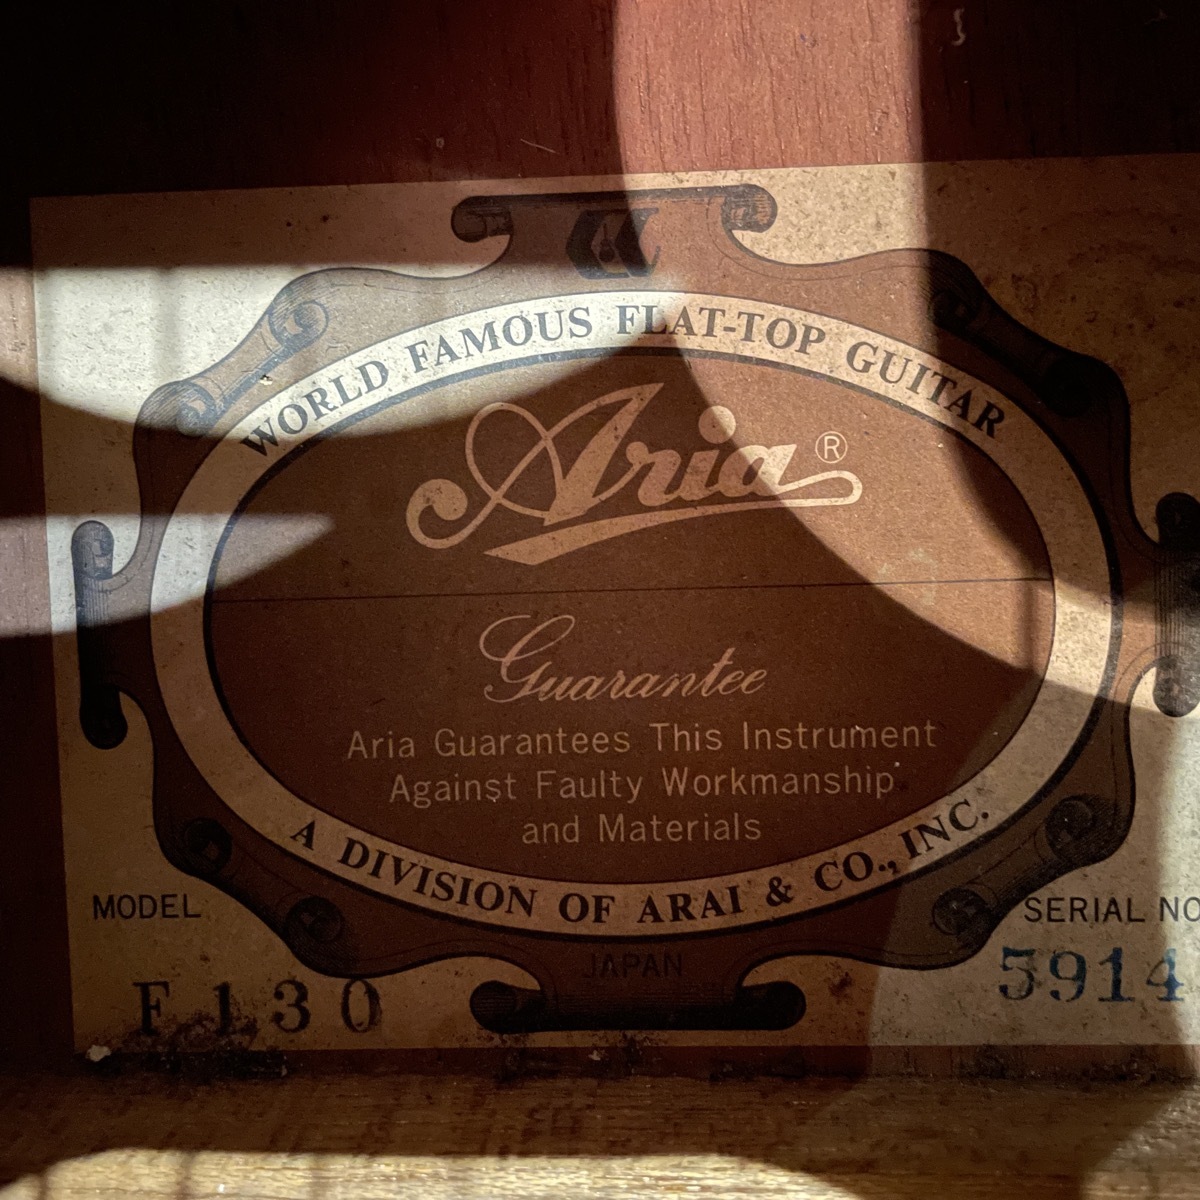 WORLD FAMOUS FLAT-TOP GUITAR
Aria ®
Guarantee
Aria Guarantees This Instrument
Against Faulty Workmanship
and Materials
A DIVISION OF ARAI & CO., INC.
JAPAN
MODEL
F 130
SERIAL NO
5914